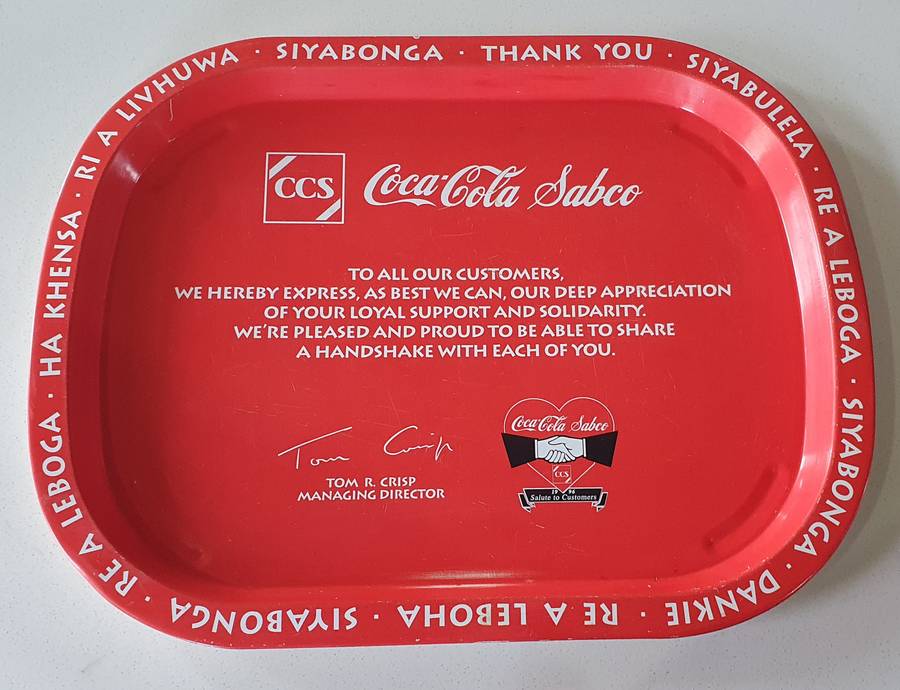 SIYABONGA · THANK YOU · SIYABULELA · RE A LEBOGA · SIYABONGA · DANKIE · RE A LEBOHA · SIYABONGA · RE A LEBOGA · HA KHENSA · RI A LIVHUWA ·
CCS
Coca-Cola Sabco
TO ALL OUR CUSTOMERS,
WE HEREBY EXPRESS, AS BEST WE CAN, OUR DEEP APPRECIATION
OF YOUR LOYAL SUPPORT AND SOLIDARITY.
WE'RE PLEASED AND PROUD TO BE ABLE TO SHARE
A HANDSHAKE WITH EACH OF YOU.
Tom Crisp
TOM R. CRISP
MANAGING DIRECTOR
Coca-Cola Sabco
CCS
19 96
Salute to Customers